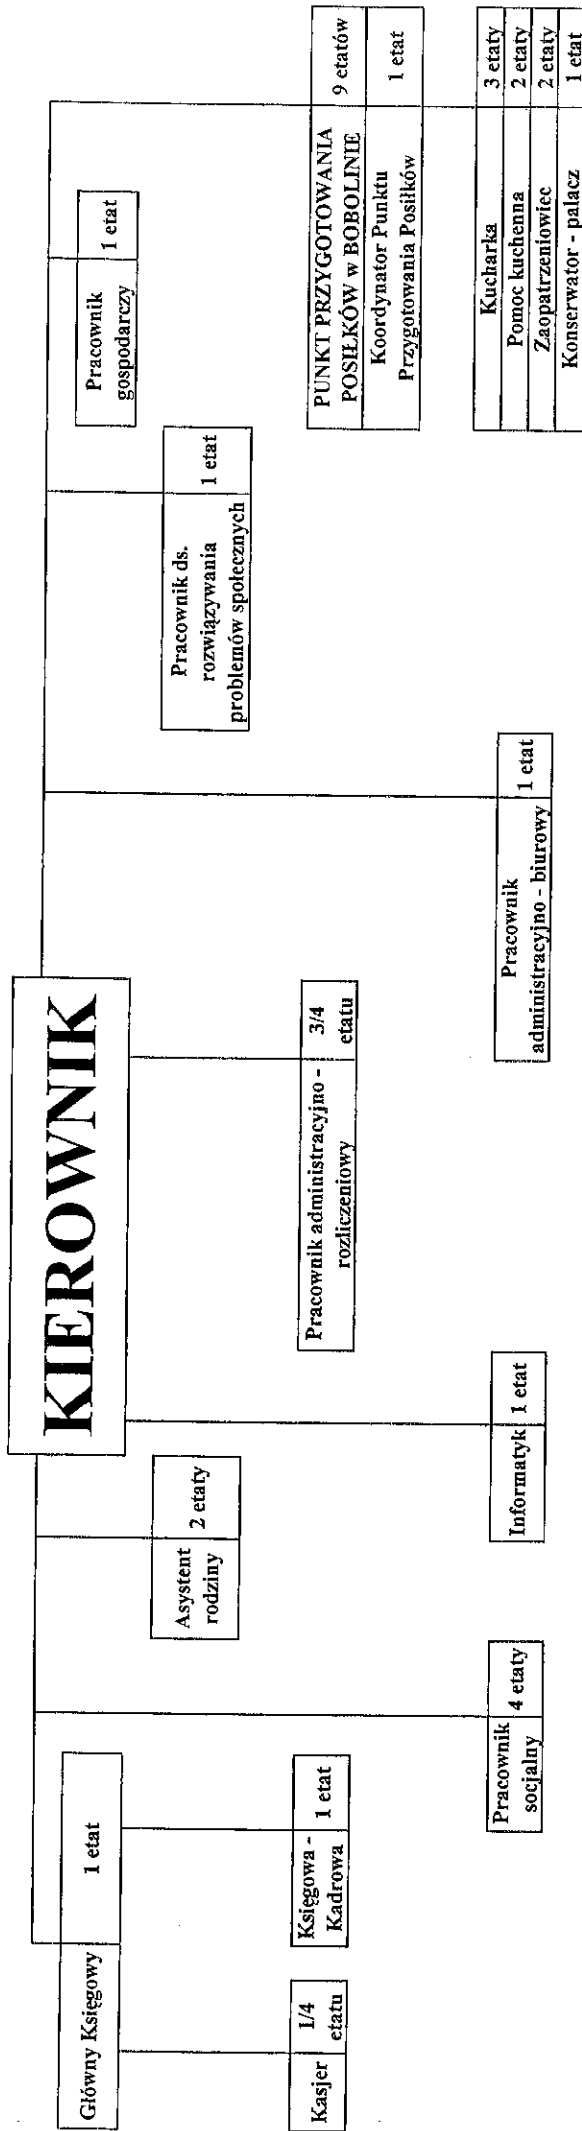 KIEROWNIK
Główny Księgowy
1 etat
Kasjer
1/4
etatu
Księgowa -
Kadrowa
1 etat
Pracownik
socjalny
4 etaty
Asystent
rodziny
2 etaty
Informatyk
1 etat
Pracownik administracyjno -
rozliczeniowy
3/4
etatu
Pracownik
administracyjno - biurowy
1 etat
Pracownik ds.
rozwiązywania
problemów społecznych
1 etat
Pracownik
gospodarczy
1 etat
PUNKT PRZYGOTOWANIA
POSIŁKÓW w BOBOLINIE
9 etatów
Koordynator Punktu
Przygotowania Posiłków
1 etat
Kucharka
3 etaty
Pomoc kuchenna
2 etaty
Zaopatrzeniowiec
2 etaty
Konserwator - palacz
1 etat